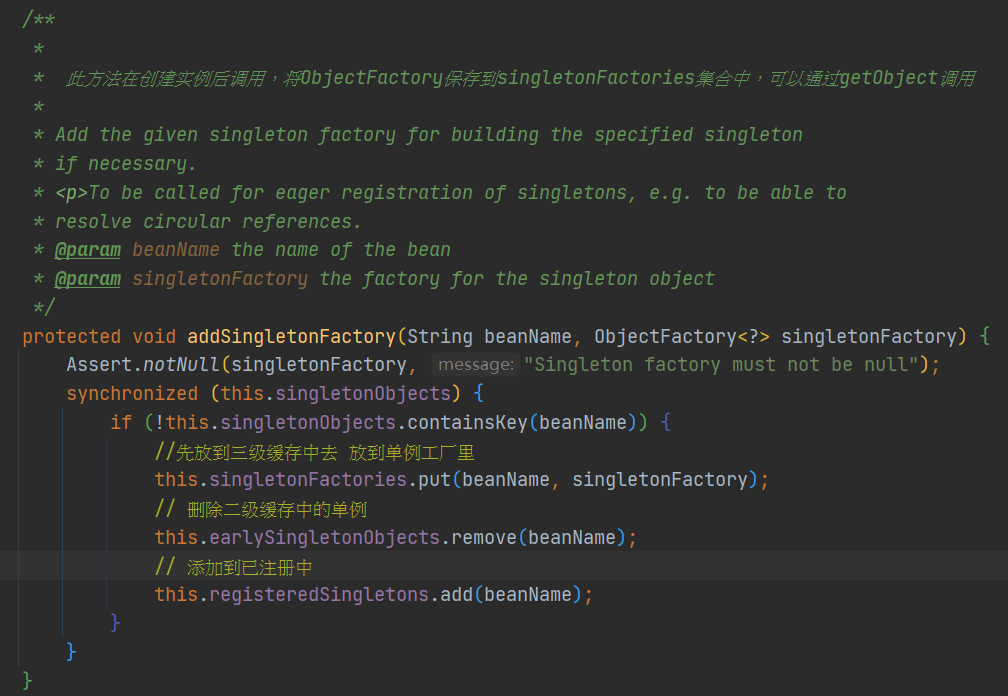 /**
*
* 此方法在创建实例后调用，将ObjectFactory保存到singletonFactories集合中，可以通过getObject调用
*
* Add the given singleton factory for building the specified singleton
* if necessary.
* <p>To be called for eager registration of singletons, e.g. to be able to
* resolve circular references.
* @param beanName the name of the bean
* @param singletonFactory the factory for the singleton object
*/
protected void addSingletonFactory(String beanName, ObjectFactory<?> singletonFactory) {
Assert.notNull(singletonFactory, message: "Singleton factory must not be null");
synchronized (this.singletonObjects) {
if (!this.singletonObjects.containsKey(beanName)) {
//先放到三级缓存中去 放到单例工厂里
this.singletonFactories.put(beanName, singletonFactory);
// 删除二级缓存中的单例
this.earlySingletonObjects.remove(beanName);
// 添加到已注册中
this.registeredSingletons.add(beanName);
}
}
}